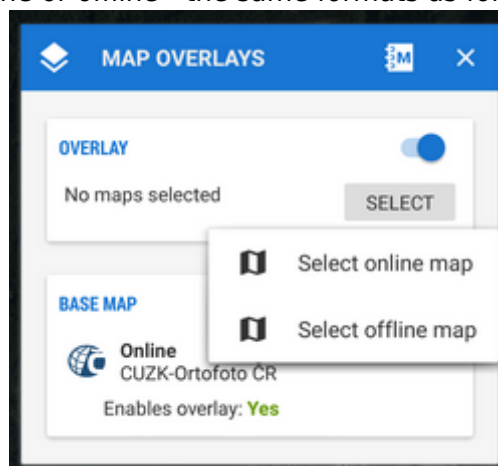 MAP OVERLAYS
M
OVERLAY
No maps selected
SELECT
Select online map
Select offline map
BASE MAP
Online
CUZK-Ortofoto ČR
Enables overlay: Yes